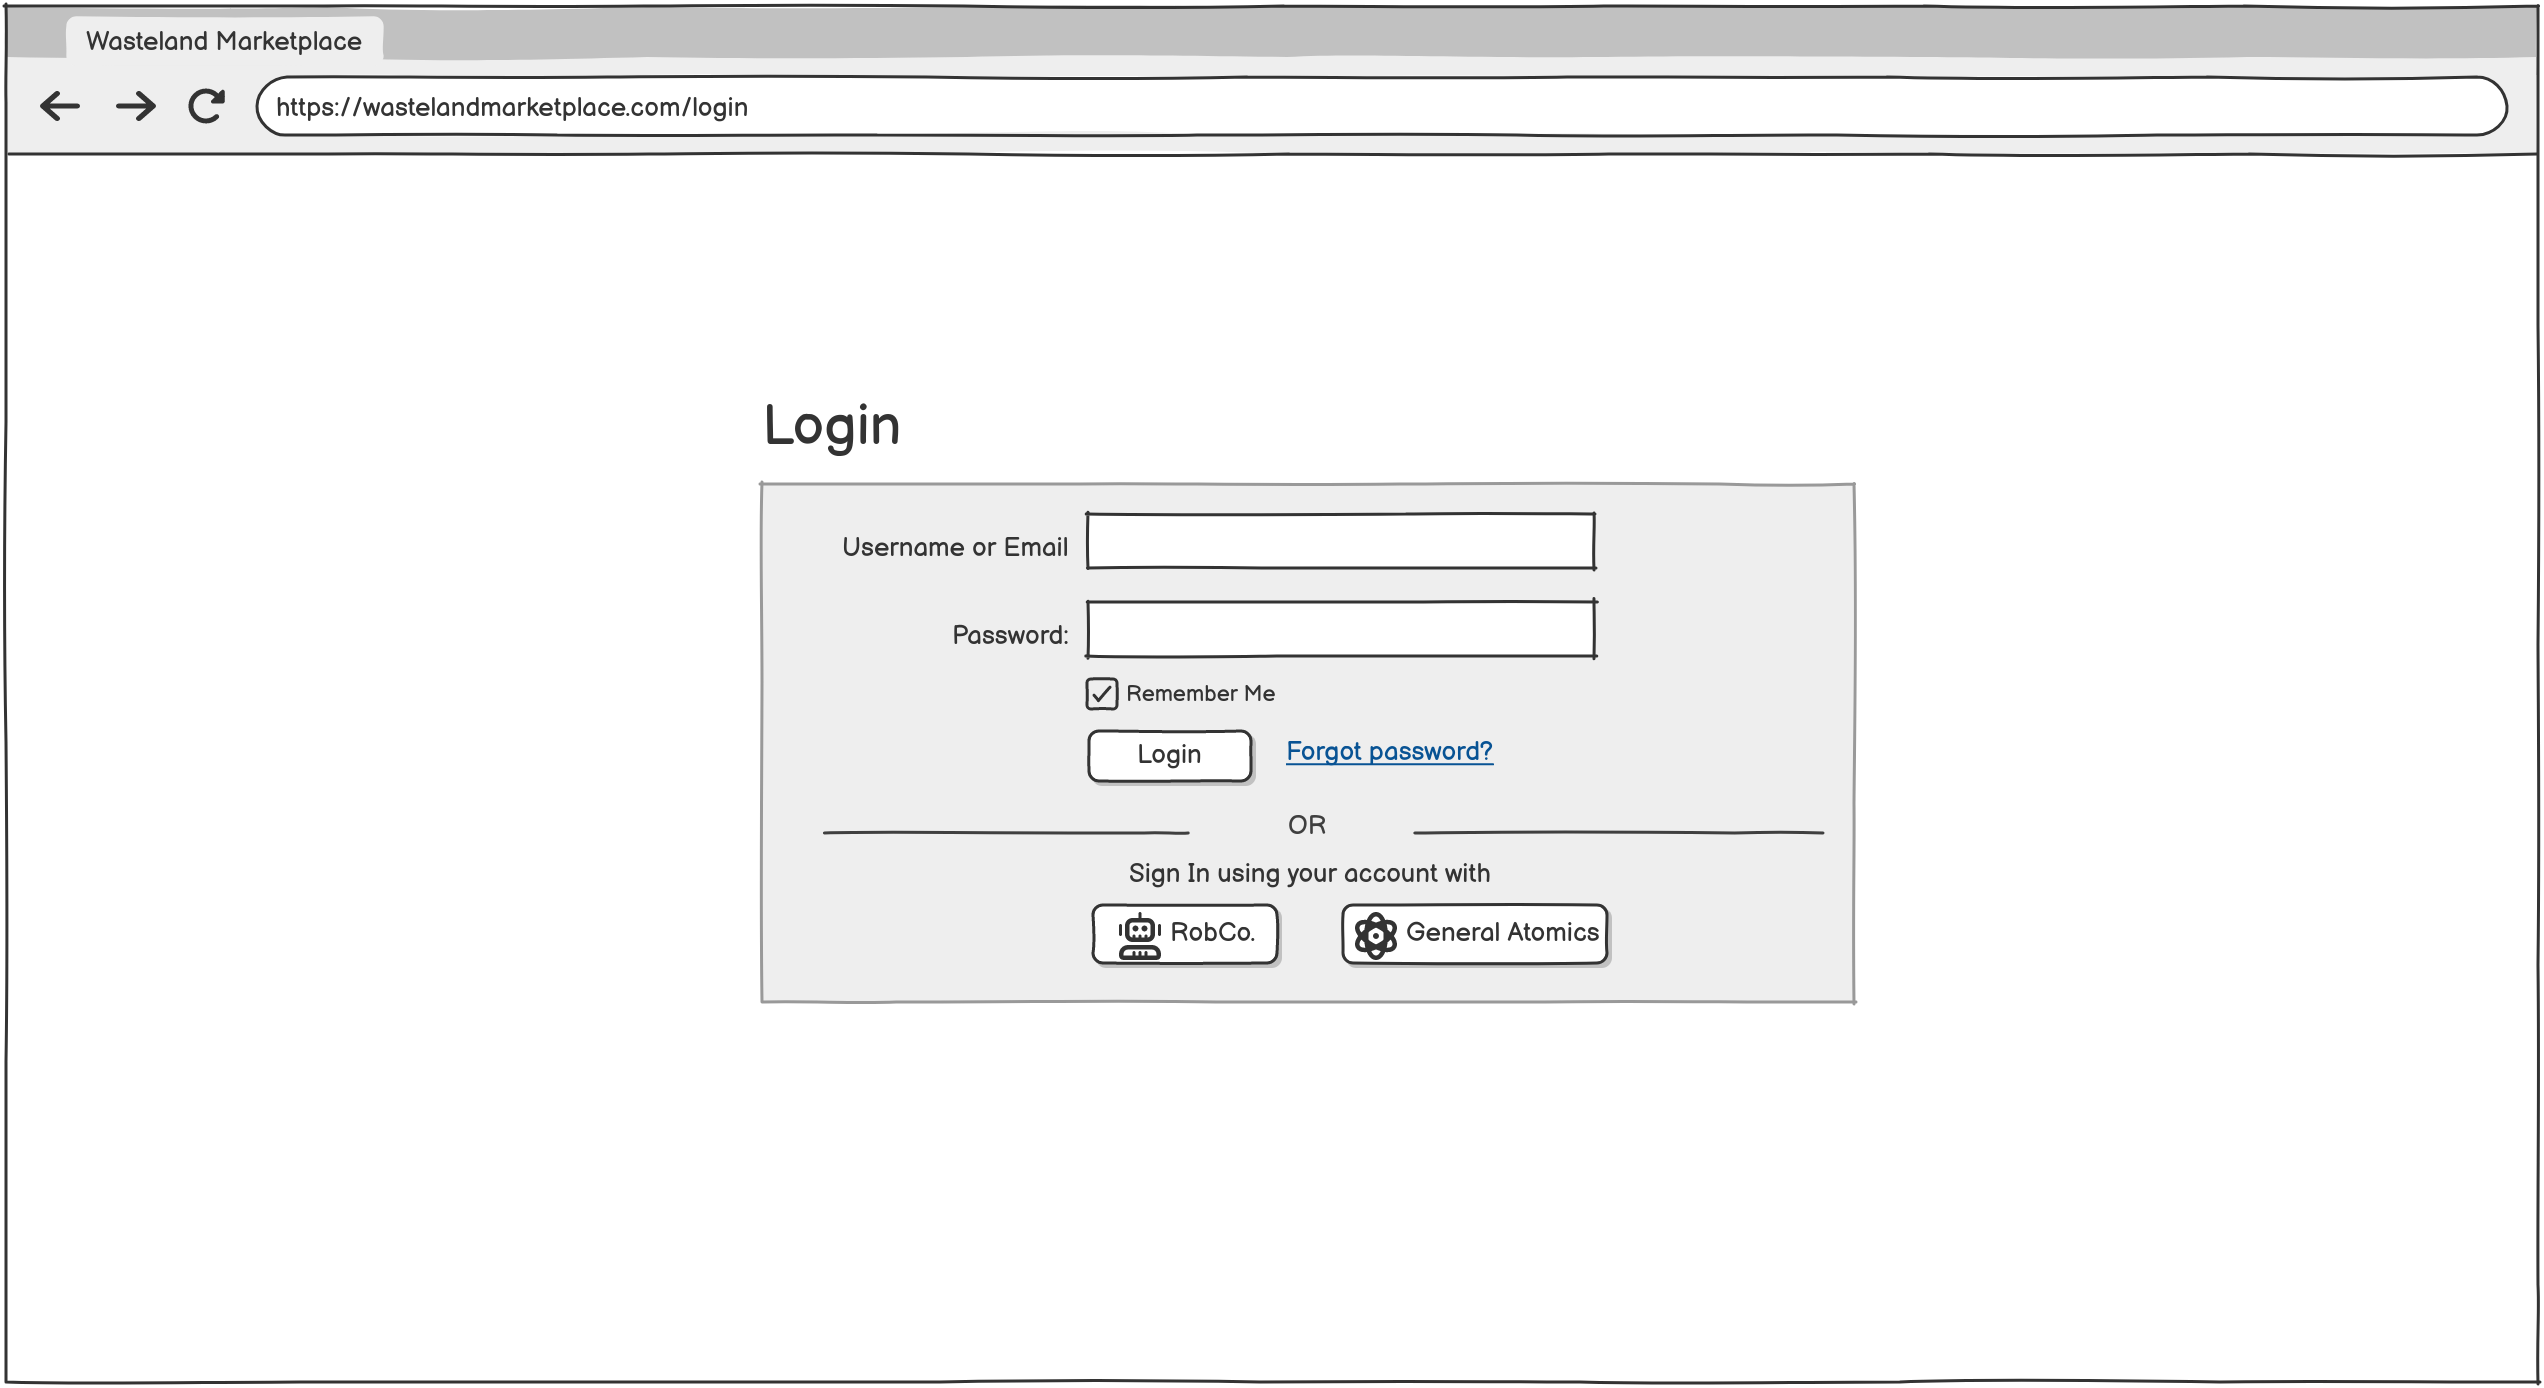 Wasteland Marketplace
https://wastelandmarketplace.com/login
Login
Username or Email
Password:
Remember Me
Login Forgot password?
OR
Sign In using your account with
RobCo. General Atomics